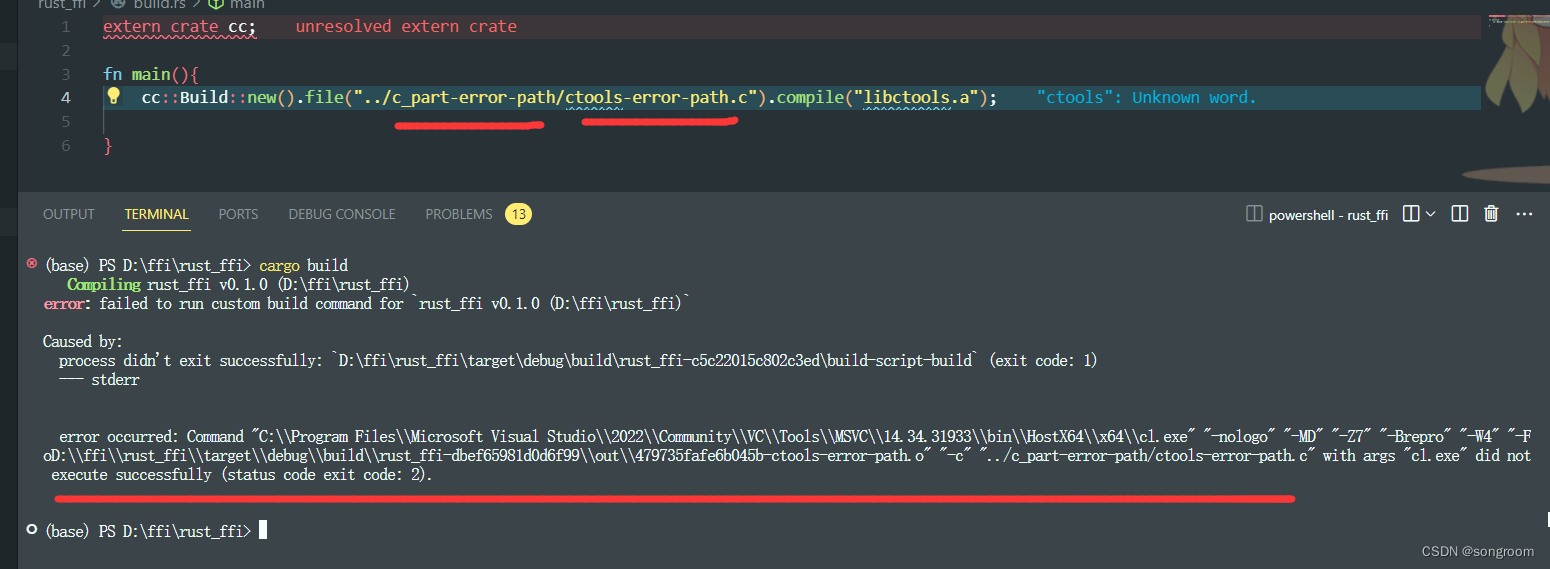 rust_ffi > build.rs > main
1 extern crate cc; unresolved extern crate
2
3 fn main(){
4 cc::Build::new().file("../c_part-error-path/ctools-error-path.c").compile("libctools.a"); "ctools": Unknown word.
5
6 }
OUTPUT TERMINAL PORTS DEBUG CONSOLE PROBLEMS 13 powershell - rust_ffi
(base) PS D:\ffi\rust_ffi> cargo build
Compiling rust_ffi v0.1.0 (D:\ffi\rust_ffi)
error: failed to run custom build command for `rust_ffi v0.1.0 (D:\ffi\rust_ffi)`
Caused by:
process didn't exit successfully: `D:\ffi\rust_ffi\target\debug\build\rust_ffi-c5c22015c802c3ed\build-script-build` (exit code: 1)
--- stderr
error occurred: Command "C:\\Program Files\\Microsoft Visual Studio\\2022\\Community\\VC\\Tools\\MSVC\\14.34.31933\\bin\\HostX64\\x64\\cl.exe" "-nologo" "-MD" "-Z7" "-Brepro" "-W4" "-F
oD:\\ffi\\rust_ffi\\target\\debug\\build\\rust_ffi-dbef65981d0d6f99\\out\\479735fafe6b045b-ctools-error-path.o" "-c" "../c_part-error-path/ctools-error-path.c" with args "cl.exe" did not
execute successfully (status code exit code: 2).
(base) PS D:\ffi\rust_ffi>
CSDN @songroom